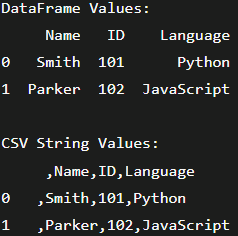 DataFrame Values:
     Name   ID    Language
0   Smith  101      Python
1  Parker  102  JavaScript

CSV String Values:
     ,Name,ID,Language
0   ,Smith,101,Python
1   ,Parker,102,JavaScript